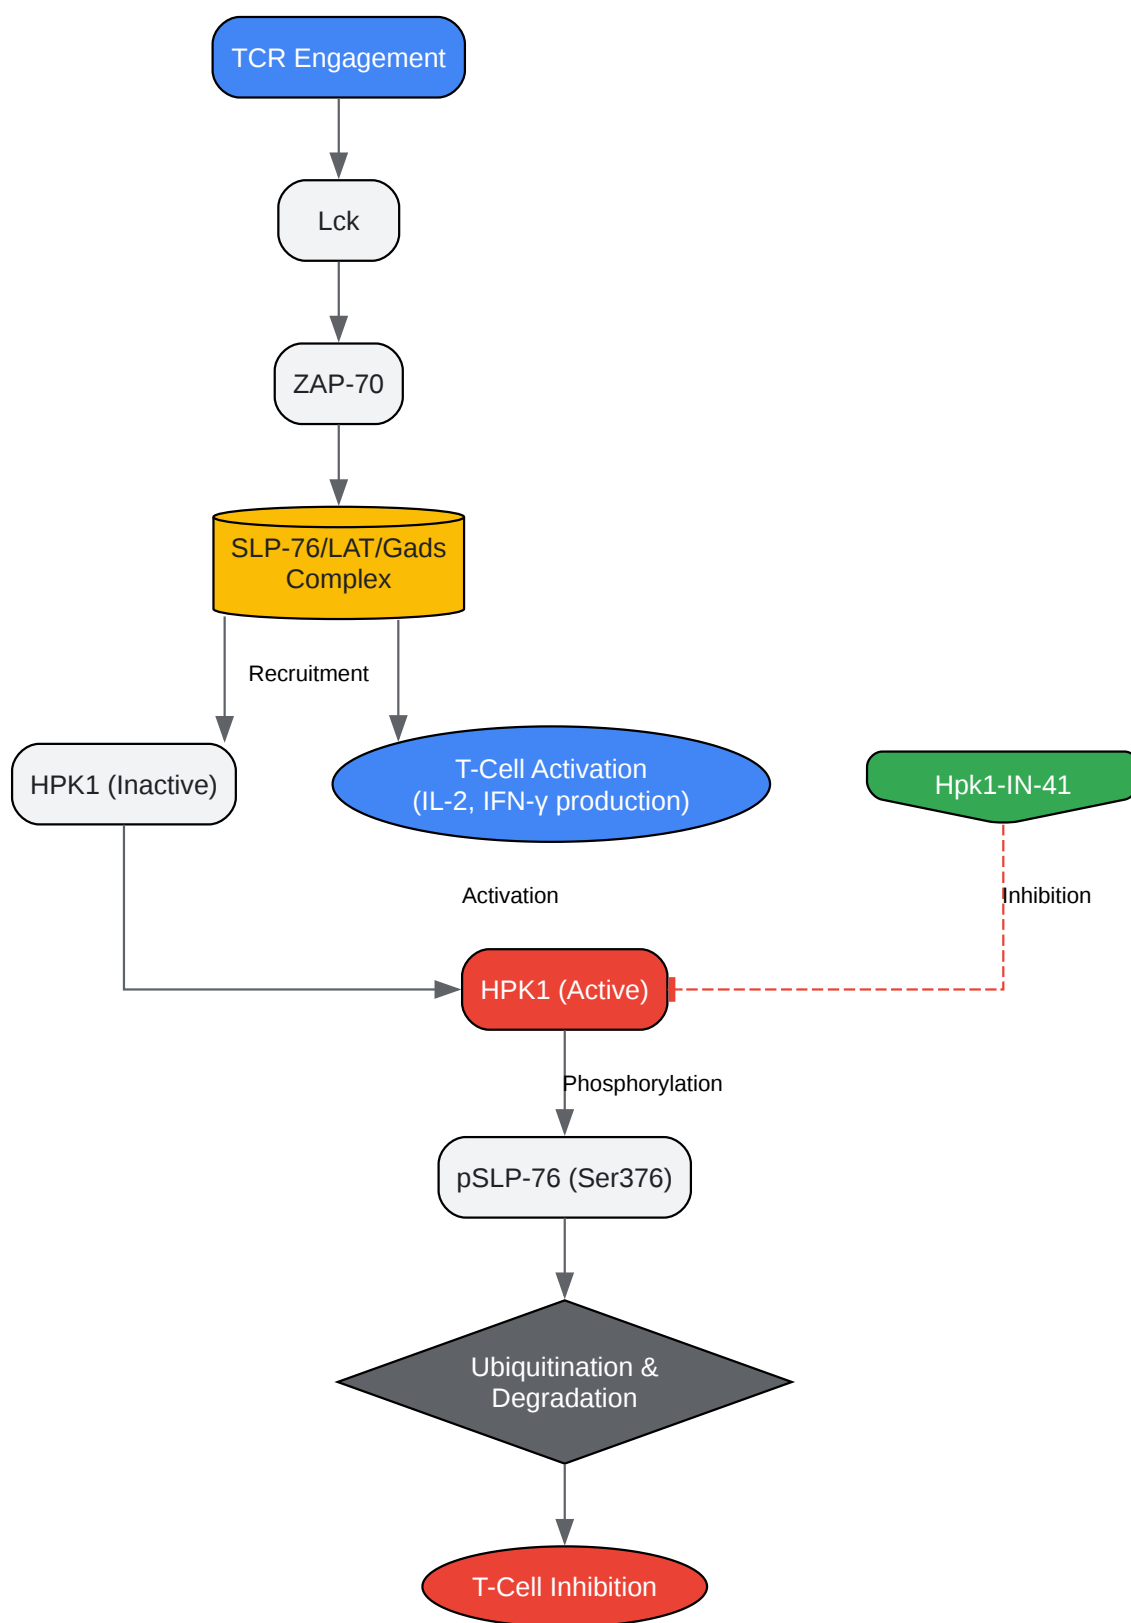 TCR Engagement
Lck
ZAP-70
SLP-76/LAT/Gads
Complex
Recruitment
HPK1 (Inactive)
T-Cell Activation
(IL-2, IFN-γ production)
Hpk1-IN-41
Activation
Inhibition
HPK1 (Active)
Phosphorylation
pSLP-76 (Ser376)
Ubiquitination &
Degradation
T-Cell Inhibition